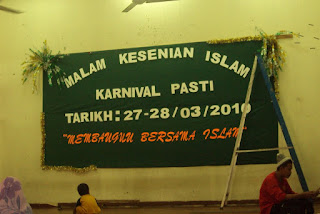 MALAM KESENIAN ISLAM
KARNIVAL PASTI
TARIKH: 27-28/03/2010
"MEMBANGUN BERSAMA ISLAM"